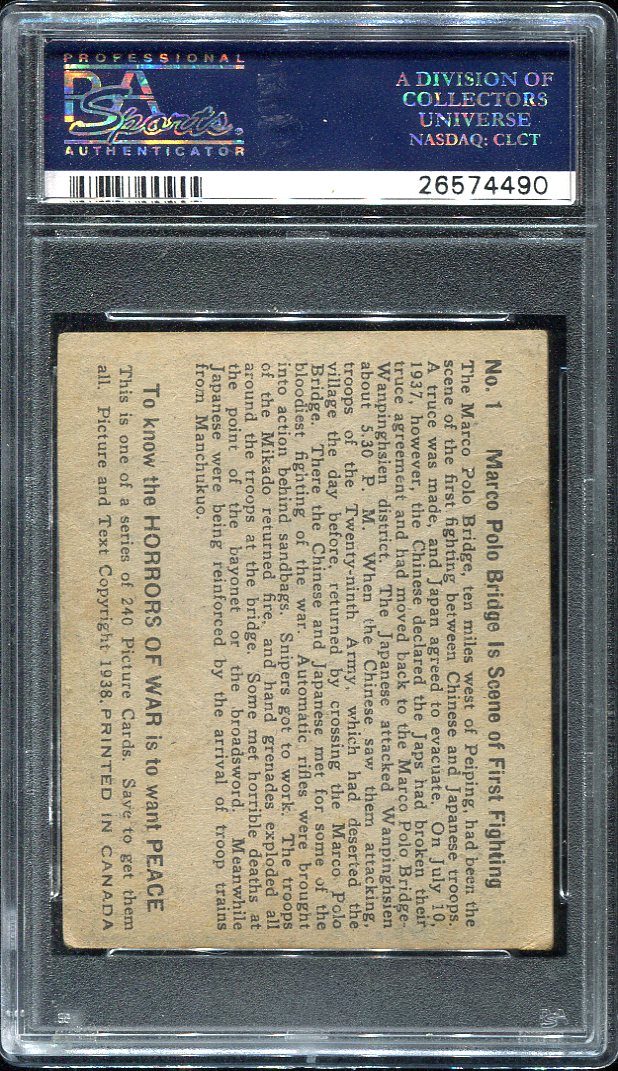 PROFESSIONAL
PSA
Sports
AUTHENTICATOR
A DIVISION OF
COLLECTORS
UNIVERSE
NASDAQ: CLCT
26574490
No. 1 Marco Polo Bridge Is Scene of First Fighting
The Marco Polo Bridge, ten miles west of Peiping, had been the
scene of the first fighting between Chinese and Japanese troops.
A truce was made, and Japan agreed to evacuate. On July 10,
1937, however, the Chinese declared the Japs had broken their
truce agreement and had moved back to the Marco Polo Bridge-
Wanpinghsien district. The Japanese attacked Wanpinghsien
about 5.30 P. M. When the Chinese saw them attacking,
troops of the Twenty-ninth Army, which had deserted the
village the day before, returned by crossing the Marco Polo
Bridge. There the Chinese and Japanese met for some of the
bloodiest fighting of the war. Automatic rifles were brought
into action behind sandbags. Snipers got to work. The troops
of the Mikado returned fire, and hand grenades exploded all
around the troops at the bridge. Some met horrible deaths at
the point of the bayonet or the broadsword. Meanwhile
Japanese were being reinforced by the arrival of troop trains
from Manchukuo.
To know the HORRORS OF WAR is to want PEACE
This is one of a series of 240 Picture Cards. Save to get them
all. Picture and Text Copyright 1938. PRINTED IN CANADA